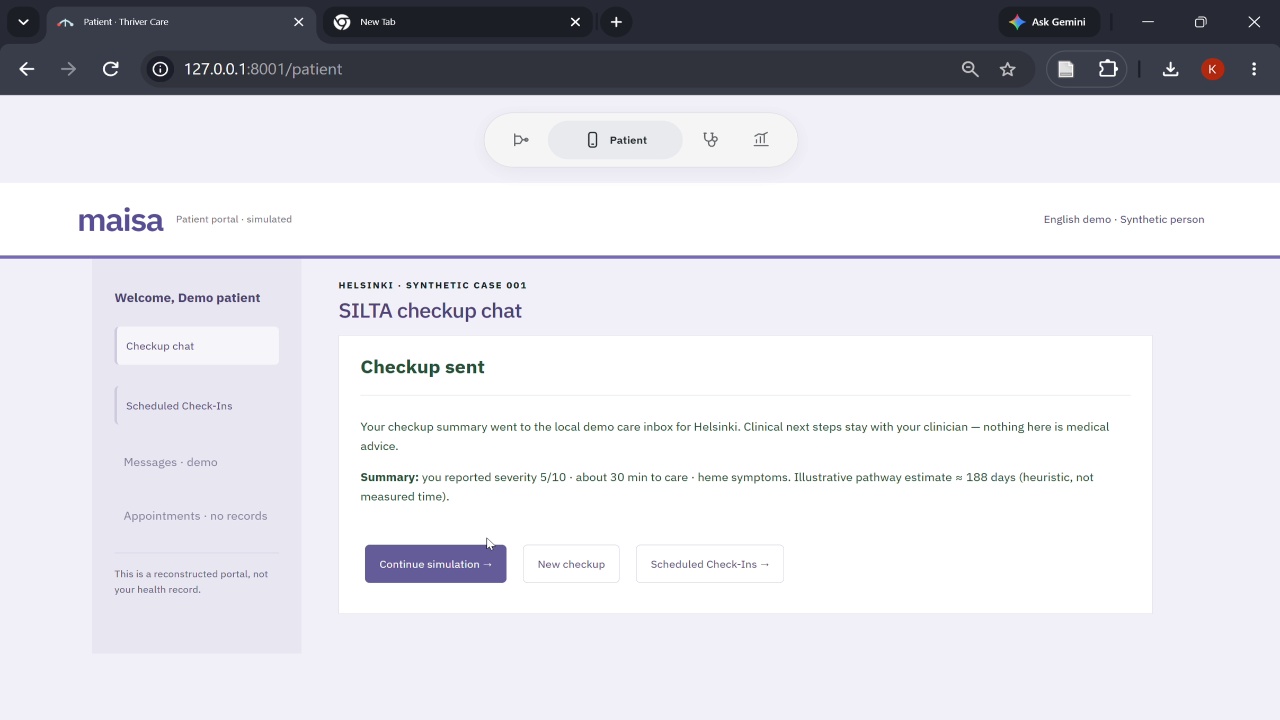 Patient · Thriver Care
New Tab
Ask Gemini
127.0.0.1:8001/patient
K
Patient
maisa
Patient portal · simulated
English demo · Synthetic person
Welcome, Demo patient
Checkup chat
Scheduled Check-Ins
Messages · demo
Appointments · no records
This is a reconstructed portal, not
your health record.
HELSINKI · SYNTHETIC CASE 001
SILTA checkup chat
Checkup sent
Your checkup summary went to the local demo care inbox for Helsinki. Clinical next steps stay with your clinician — nothing here is medical
advice.
Summary: you reported severity 5/10 · about 30 min to care · heme symptoms. Illustrative pathway estimate ≈ 188 days (heuristic, not
measured time).
Continue simulation →
New checkup
Scheduled Check-Ins →